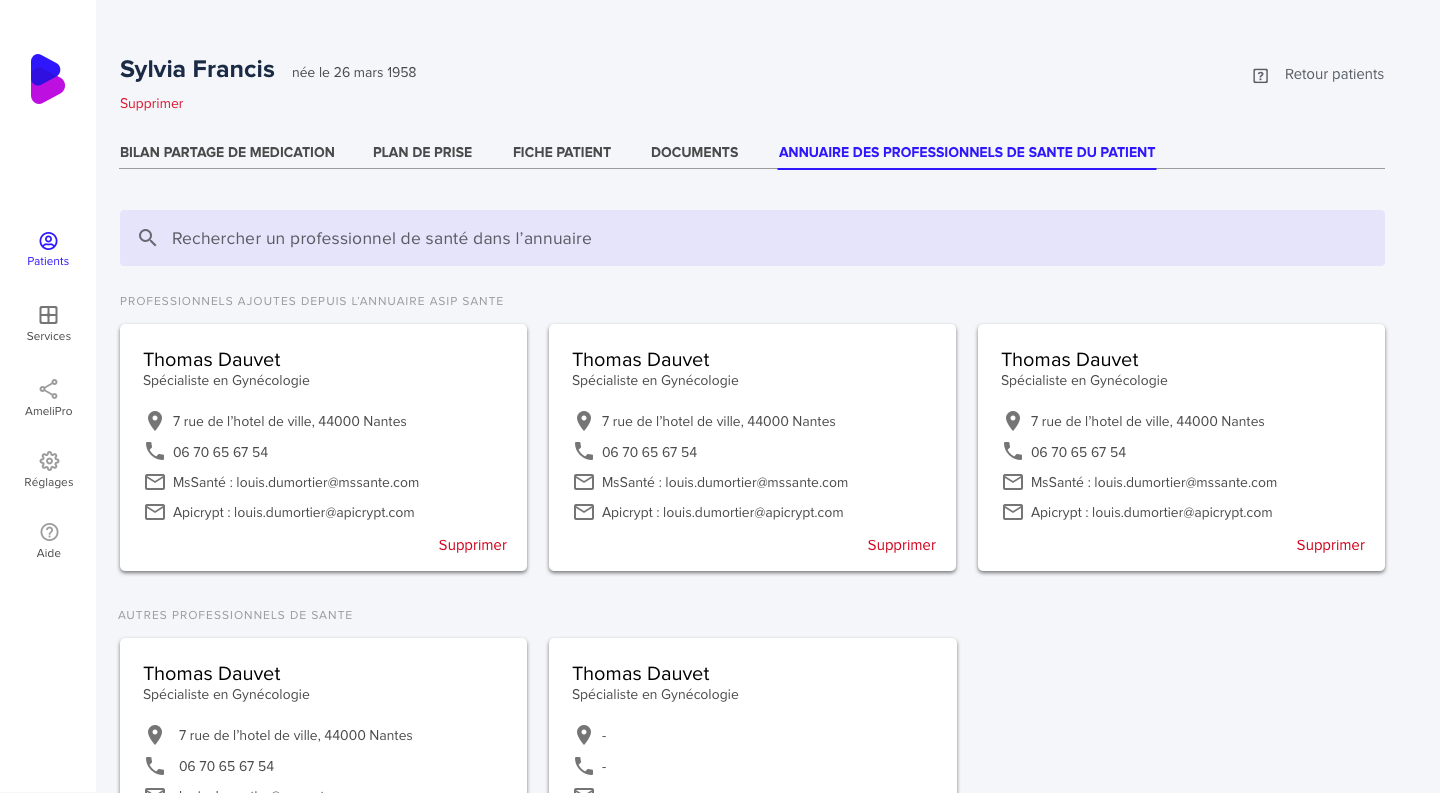 Sylvia Francis née le 26 mars 1958
Retour patients
Supprimer
BILAN PARTAGE DE MEDICATION PLAN DE PRISE FICHE PATIENT DOCUMENTS ANNUAIRE DES PROFESSIONNELS DE SANTE DU PATIENT
Rechercher un professionnel de santé dans l’annuaire
Patients
Services
AmeliPro
Réglages
Aide
PROFESSIONNELS AJOUTES DEPUIS L’ANNUAIRE ASIP SANTE
Thomas Dauvet
Spécialiste en Gynécologie
7 rue de l’hotel de ville, 44000 Nantes
06 70 65 67 54
MsSanté : louis.dumortier@mssante.com
Apicrypt : louis.dumortier@apicrypt.com
Supprimer
Thomas Dauvet
Spécialiste en Gynécologie
7 rue de l’hotel de ville, 44000 Nantes
06 70 65 67 54
MsSanté : louis.dumortier@mssante.com
Apicrypt : louis.dumortier@apicrypt.com
Supprimer
Thomas Dauvet
Spécialiste en Gynécologie
7 rue de l’hotel de ville, 44000 Nantes
06 70 65 67 54
MsSanté : louis.dumortier@mssante.com
Apicrypt : louis.dumortier@apicrypt.com
Supprimer
AUTRES PROFESSIONNELS DE SANTE
Thomas Dauvet
Spécialiste en Gynécologie
7 rue de l’hotel de ville, 44000 Nantes
06 70 65 67 54
Thomas Dauvet
Spécialiste en Gynécologie
-
-